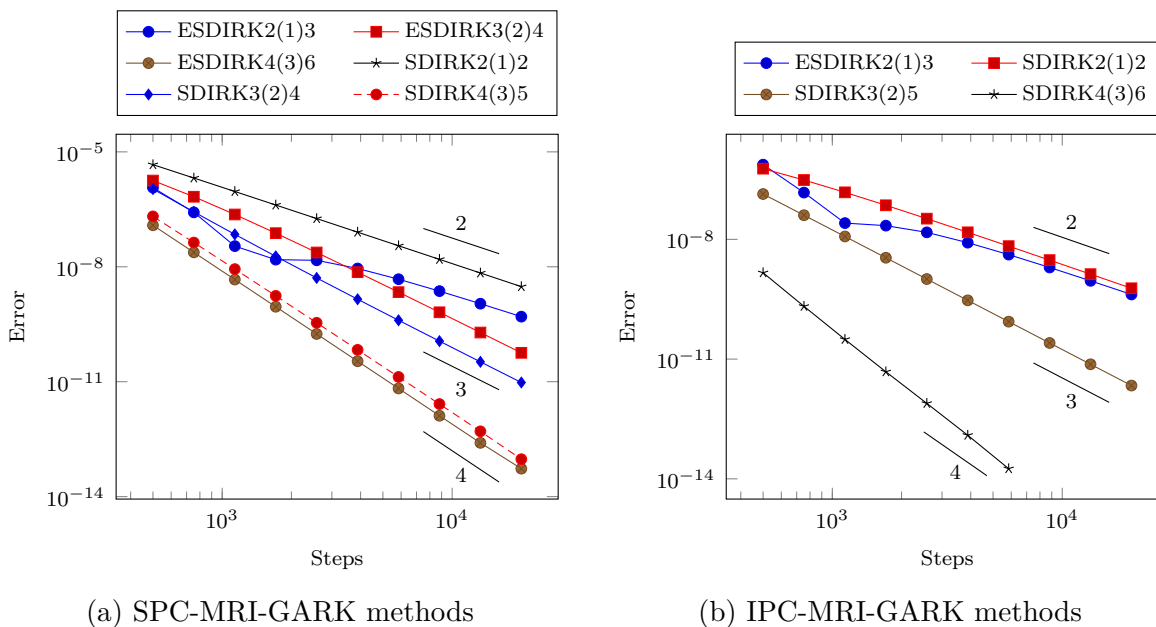 ESDIRK2(1)3 ESDIRK3(2)4
ESDIRK4(3)6 SDIRK2(1)2
SDIRK3(2)4 SDIRK4(3)5
10^−5
10^−8
10^−11
10^−14
Error
2
3
4
10^3 10^4
Steps
(a) SPC-MRI-GARK methods
ESDIRK2(1)3 SDIRK2(1)2
SDIRK3(2)5 SDIRK4(3)6
10^−8
10^−11
10^−14
Error
2
3
4
10^3 10^4
Steps
(b) IPC-MRI-GARK methods